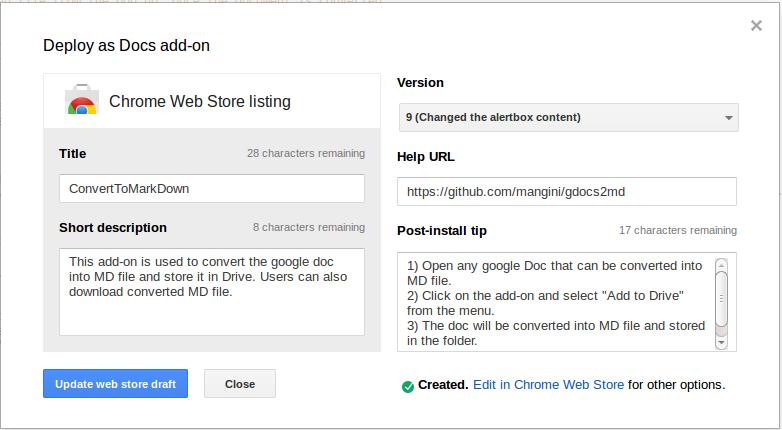 Deploy as Docs add-on
Chrome Web Store listing
Title
28 characters remaining
ConvertToMarkDown
Short description
8 characters remaining
This add-on is used to convert the google doc
into MD file and store it in Drive. Users can also
download converted MD file.
Version
9 (Changed the alertbox content)
Help URL
https://github.com/mangini/gdocs2md
Post-install tip
17 characters remaining
1) Open any google Doc that can be converted into
MD file.
2) Click on the add-on and select "Add to Drive"
from the menu.
3) The doc will be converted into MD file and stored
in the folder.
Update web store draft
Close
Created. Edit in Chrome Web Store for other options.